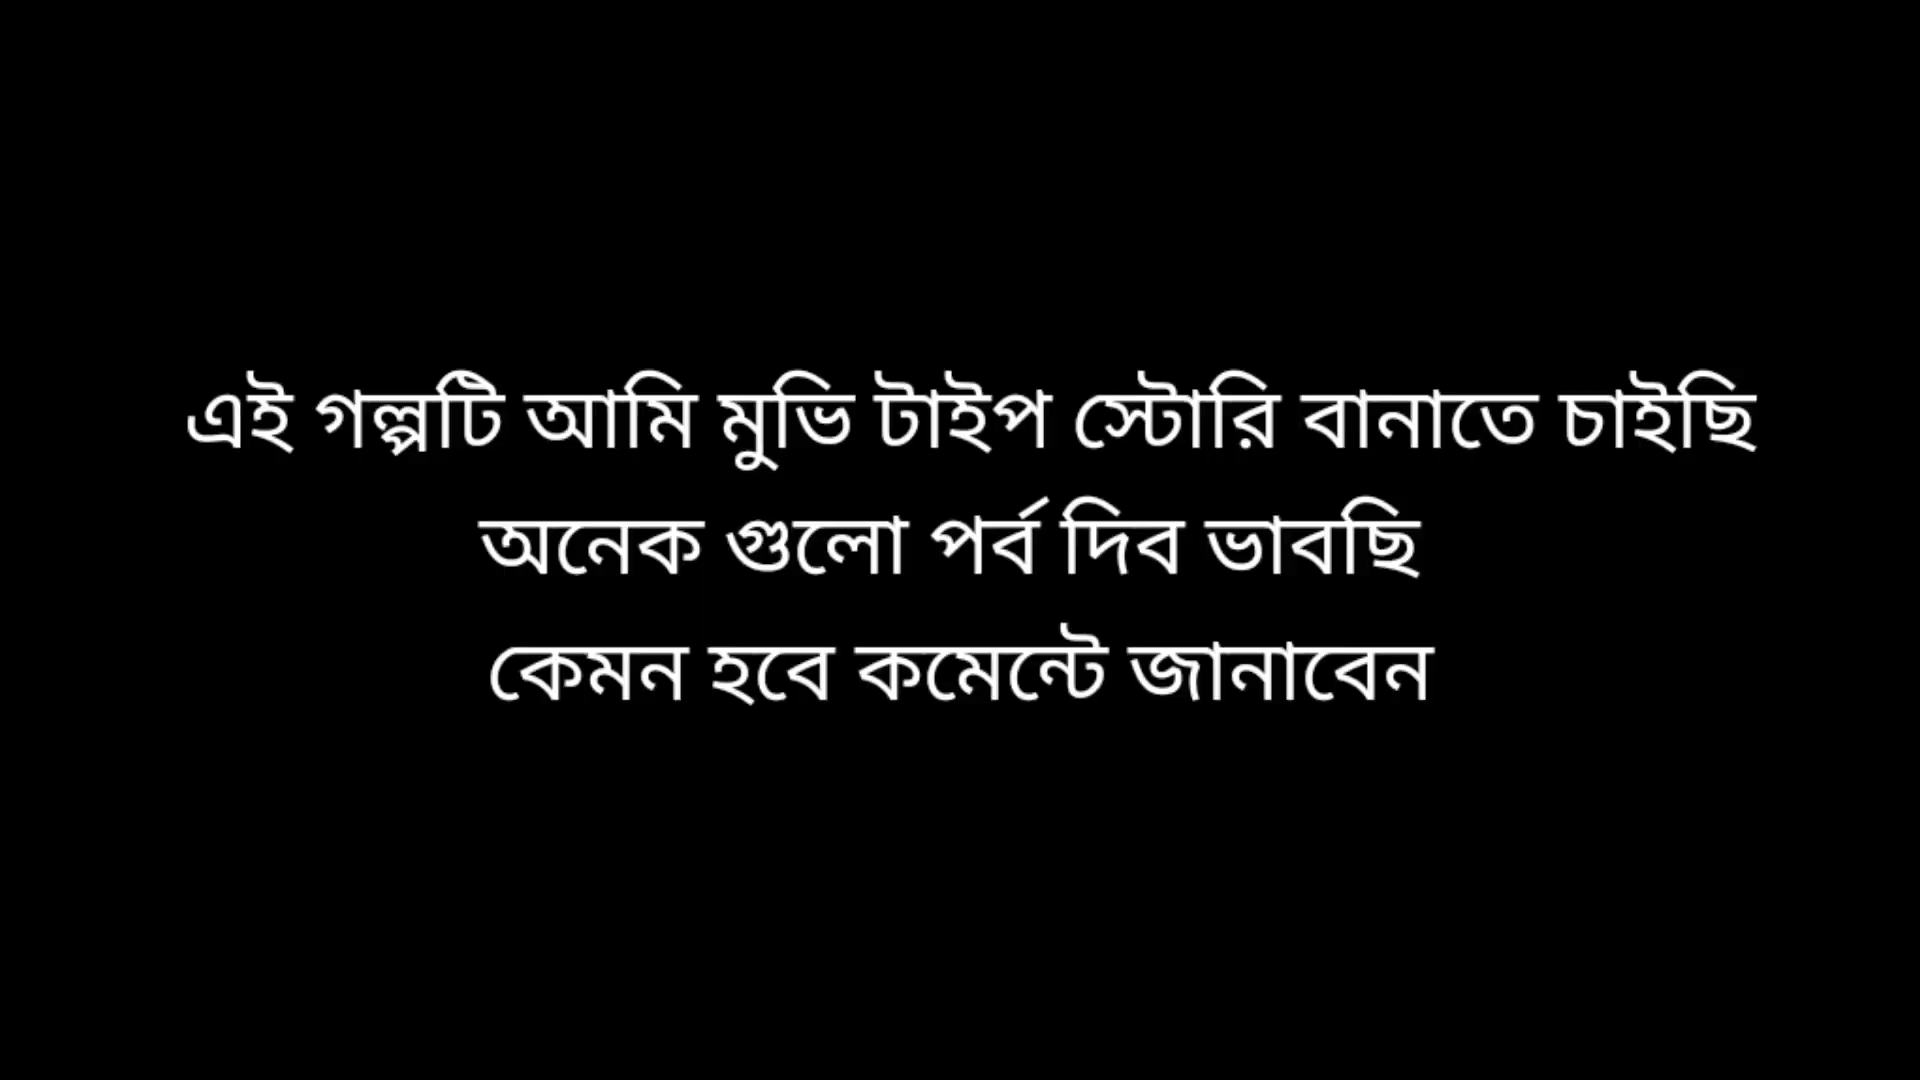 এই গল্পটি আমি মুভি টাইপ স্টোরি বানাতে চাইছি
অনেক গুলো পর্ব দিব ভাবছি
কেমন হবে কমেন্টে জানাবেন